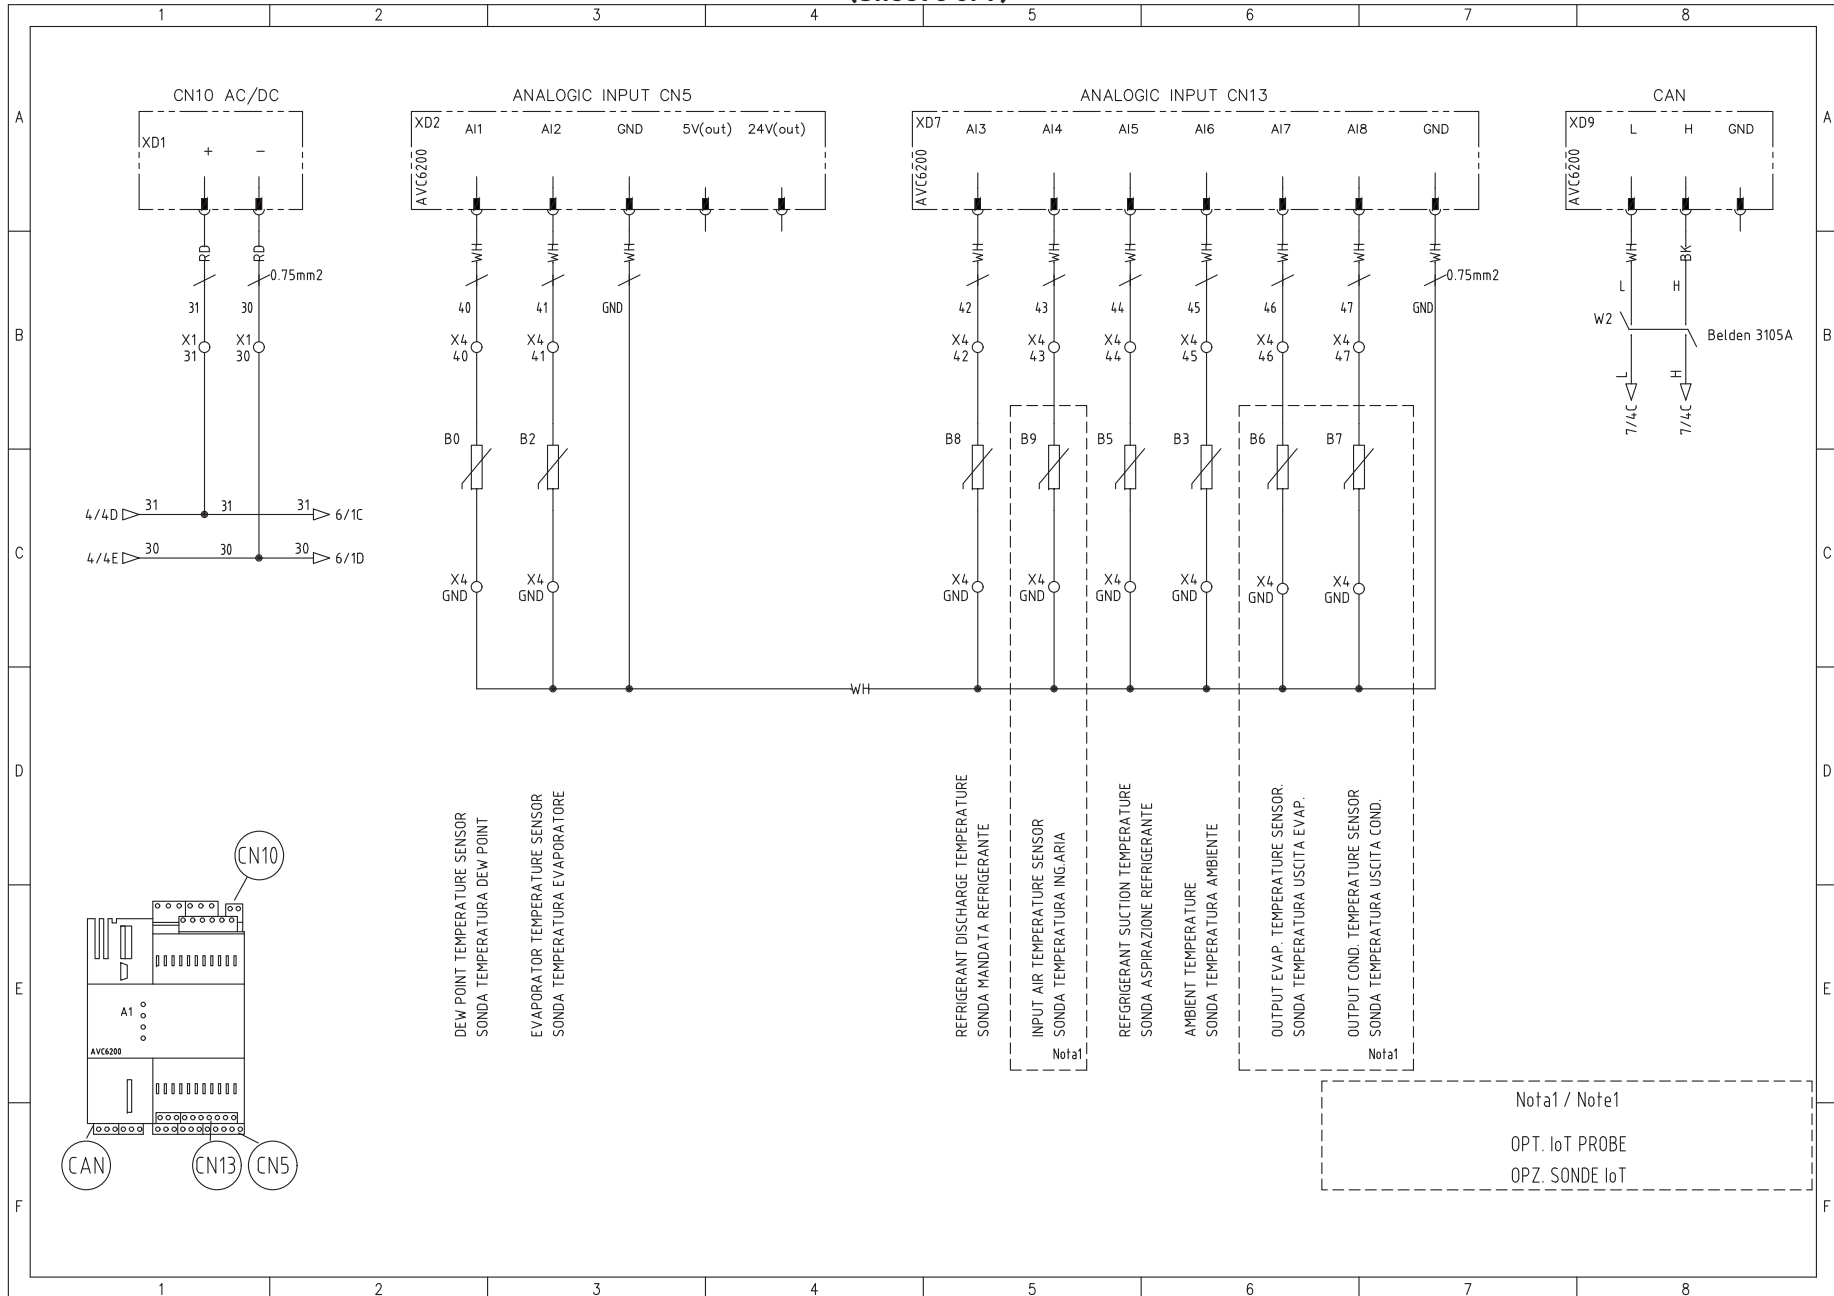 1 2 3 4 5 6 7 8
A A
B B
C C
D D
E E
F F
CN10 AC/DC
XD1
+ -
RD RD
0.75mm2
31 30
X1 X1
31 30
4/4D 31 31 31 6/1C
4/4E 30 30 30 6/1D
ANALOGIC INPUT CN5
XD2 AI1 AI2 GND 5V(out) 24V(out)
AVC6200
WH WH WH
40 41 GND
X4 X4
40 41
B0 B2
X4 X4
GND GND
WH
ANALOGIC INPUT CN13
XD7 AI3 AI4 AI5 AI6 AI7 AI8 GND
AVC6200
WH WH WH WH WH WH WH
0.75mm2
42 43 44 45 46 47 GND
X4 X4 X4 X4 X4 X4
42 43 44 45 46 47
B8 B9 B5 B3 B6 B7
X4 X4 X4 X4 X4 X4
GND GND GND GND GND GND
CAN
XD9 L H GND
AVC6200
WH BK
L H
W2 Belden 3105A
L H
7/4C 7/4C
DEW POINT TEMPERATURE SENSOR
SONDA TEMPERATURA DEW POINT
EVAPORATOR TEMPERATURE SENSOR
SONDA TEMPERATURA EVAPORATORE
REFRIGERANT DISCHARGE TEMPERATURE
SONDA MANDATA REFRIGERANTE
INPUT AIR TEMPERATURE SENSOR
SONDA TEMPERATURA ING.ARIA
Nota1
REFGRIGERANT SUCTION TEMPERATURE
SONDA ASPIRAZIONE REFRIGERANTE
AMBIENT TEMPERATURE
SONDA TEMPERATURA AMBIENTE
OUTPUT EVAP. TEMPERATURE SENSOR.
SONDA TEMPERATURA USCITA EVAP.
OUTPUT COND. TEMPERATURE SENSOR
SONDA TEMPERATURA USCITA COND.
Nota1
CN10
A1
AVC6200
CAN CN13 CN5
Nota1 / Note1
OPT. IoT PROBE
OPZ. SONDE IoT
1 2 3 4 5 6 7 8